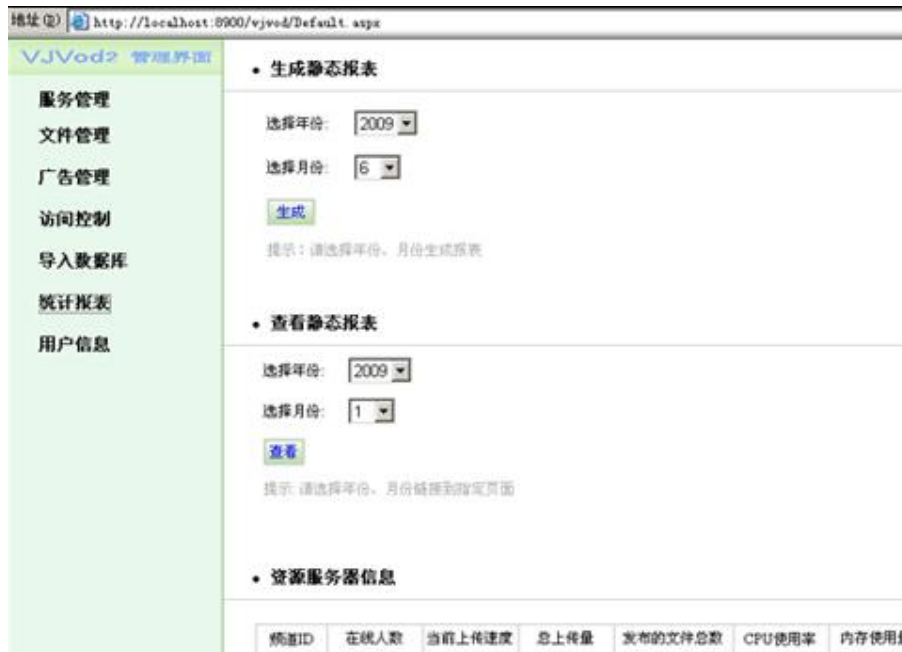 地址(D) http://localhost:8900/vjvod/Default.aspx
VJVod2 管理界面
服务管理
文件管理
广告管理
访问控制
导入数据库
统计报表
用户信息
• 生成静态报表
选择年份: 2009
选择月份: 6
生成
提示：请选择年份、月份生成报表
• 查看静态报表
选择年份: 2009
选择月份: 1
查看
提示:请选择年份、月份链接到指定页面
• 资源服务器信息
频道ID 在线人数 当前上传速度 总上传量 发布的文件总数 CPU使用率 内存使用